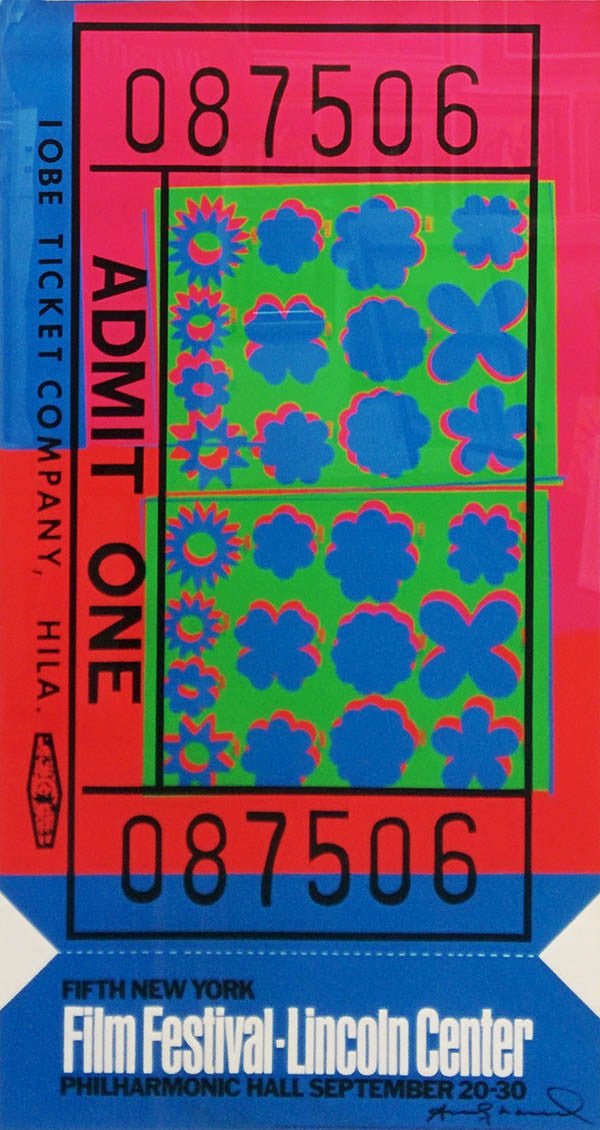 087506
IOBE TICKET COMPANY, HILA.
ADMIT ONE
087506
FIFTH NEW YORK
Film Festival-Lincoln Center
PHILHARMONIC HALL SEPTEMBER 20-30